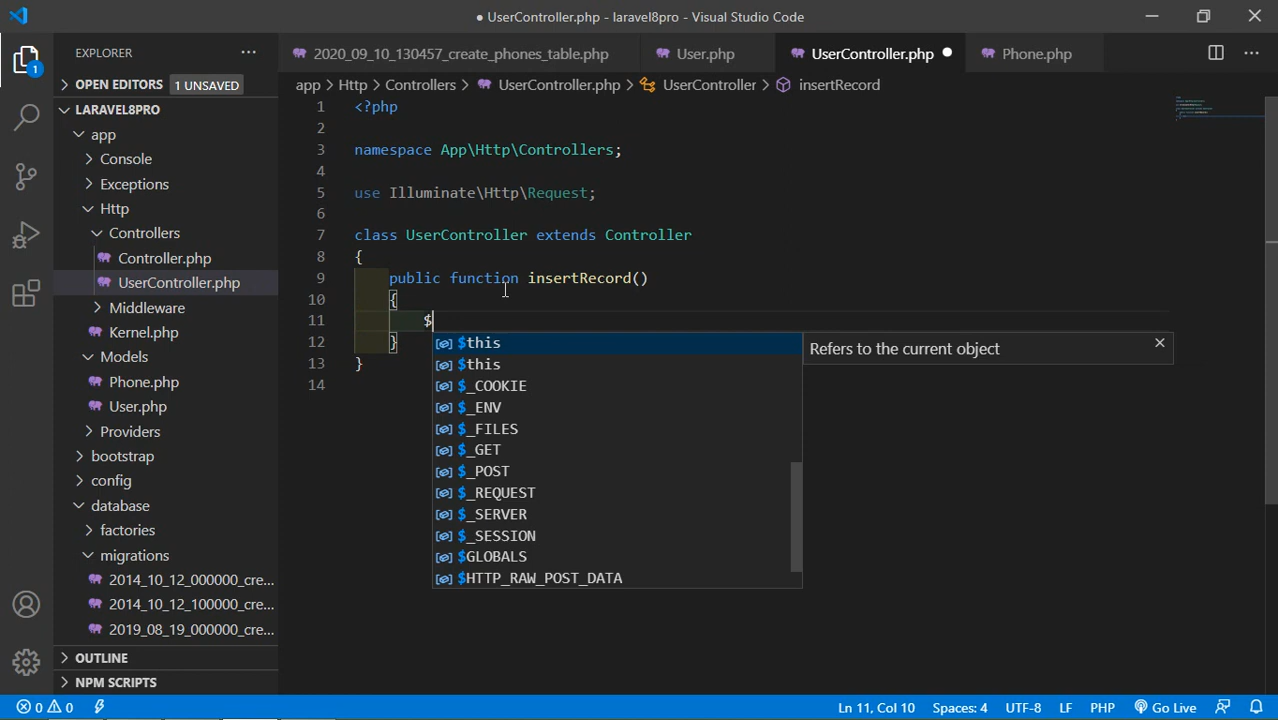 ● UserController.php - laravel8pro - Visual Studio Code
EXPLORER
2020_09_10_130457_create_phones_table.php
User.php
UserController.php
Phone.php
1
OPEN EDITORS
1 UNSAVED
app > Http > Controllers > UserController.php > UserController > insertRecord
LARAVEL8PRO
app
Console
Exceptions
Http
Controllers
Controller.php
UserController.php
Middleware
Kernel.php
Models
Phone.php
User.php
Providers
bootstrap
config
database
factories
migrations
2014_10_12_000000_cre...
2014_10_12_100000_cre...
2019_08_19_000000_cre...
OUTLINE
NPM SCRIPTS
1 <?php
2
3 namespace App\Http\Controllers;
4
5 use Illuminate\Http\Request;
6
7 class UserController extends Controller
8 {
9 public function insertRecord()
10 {
11 $
12 }
13 }
14
$this
$this
$_COOKIE
$_ENV
$_FILES
$_GET
$_POST
$_REQUEST
$_SERVER
$_SESSION
$GLOBALS
$HTTP_RAW_POST_DATA
Refers to the current object
0 0
Ln 11, Col 10
Spaces: 4
UTF-8
LF
PHP
Go Live